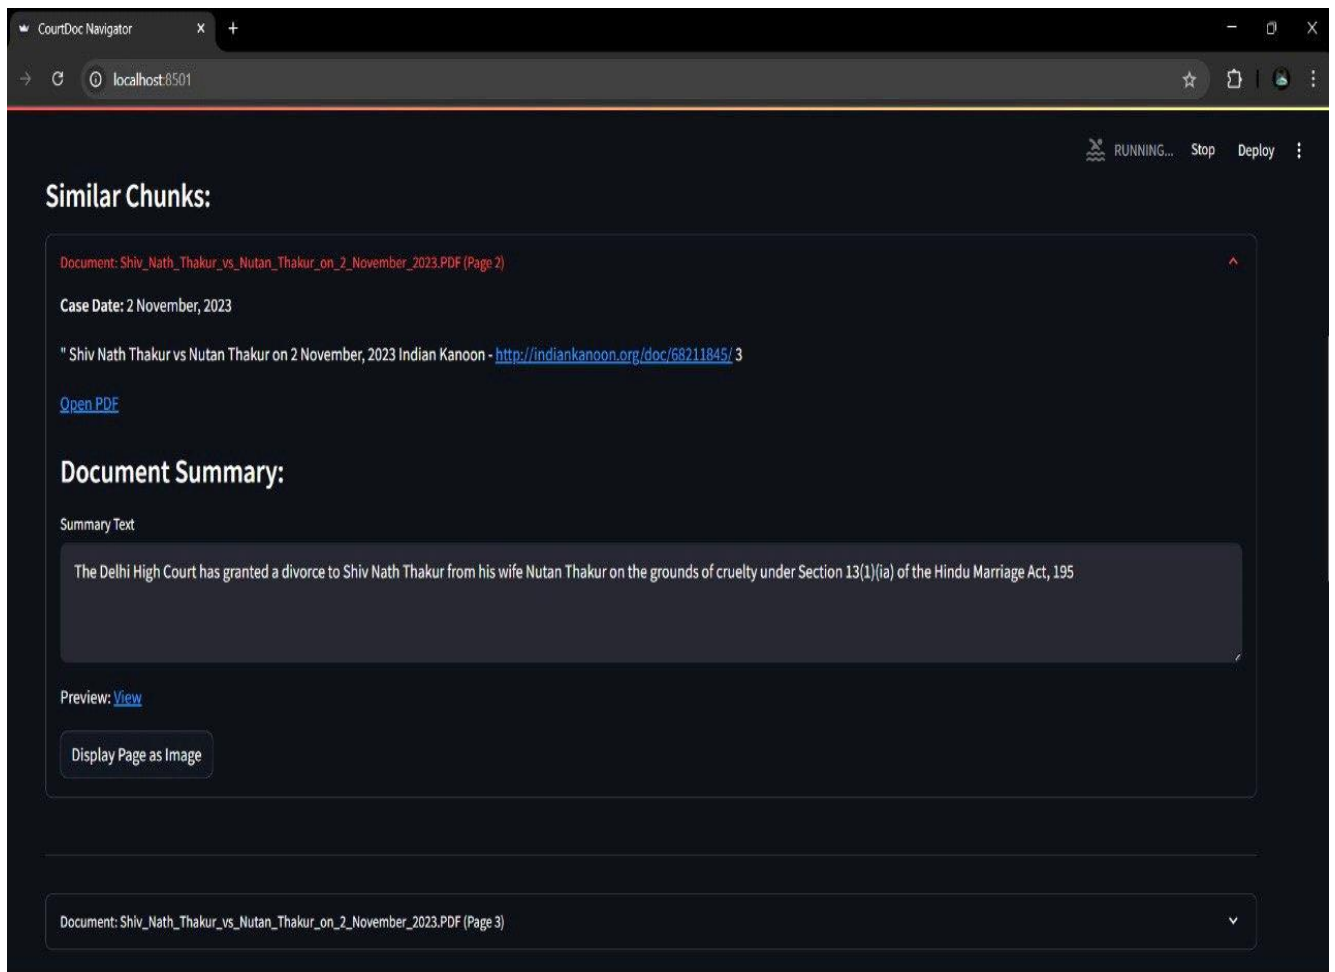 CourtDoc Navigator
localhost:8501
RUNNING... Stop Deploy
Similar Chunks:
Document: Shiv_Nath_Thakur_vs_Nutan_Thakur_on_2_November_2023.PDF (Page 2)
Case Date: 2 November, 2023
" Shiv Nath Thakur vs Nutan Thakur on 2 November, 2023 Indian Kanoon - http://indiankanoon.org/doc/68211845/ 3
Open PDF
Document Summary:
Summary Text
The Delhi High Court has granted a divorce to Shiv Nath Thakur from his wife Nutan Thakur on the grounds of cruelty under Section 13(1)(ia) of the Hindu Marriage Act, 195
Preview: View
Display Page as Image
Document: Shiv_Nath_Thakur_vs_Nutan_Thakur_on_2_November_2023.PDF (Page 3)